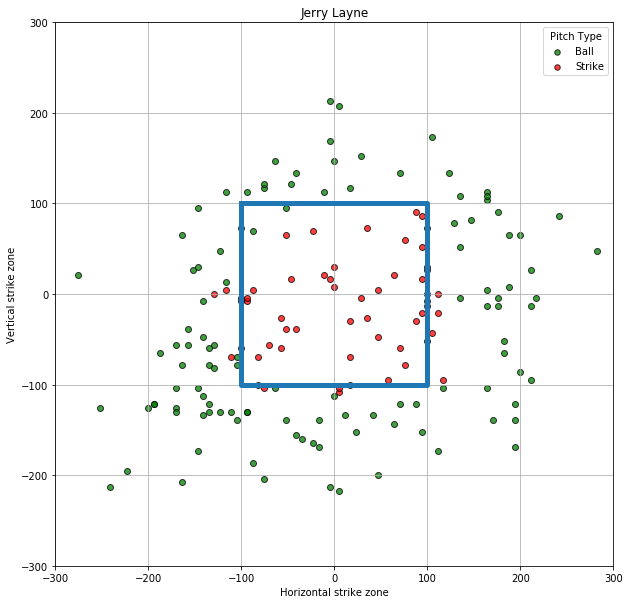 Jerry Layne
Pitch Type
Ball
Strike
Vertical strike zone
300
200
100
0
−100
−200
−300
−300
−200
−100
0
100
200
300
Horizontal strike zone